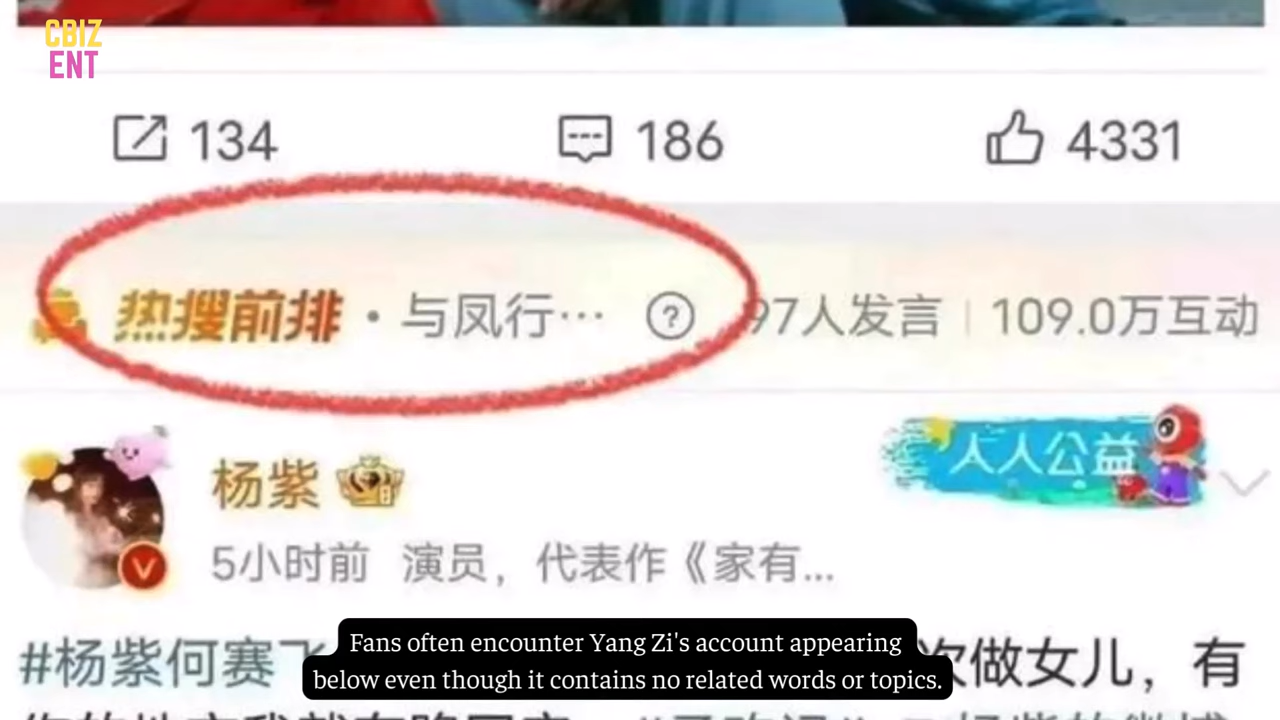 CBIZ
ENT
134 186 4331
热搜前排 · 与凤行… ? 97人发言 | 109.0万互动
杨紫
人人公益
5小时前 演员，代表作《家有...
#杨紫何赛飞
次做女儿，有
Fans often encounter Yang Zi's account appearing
below even though it contains no related words or topics.